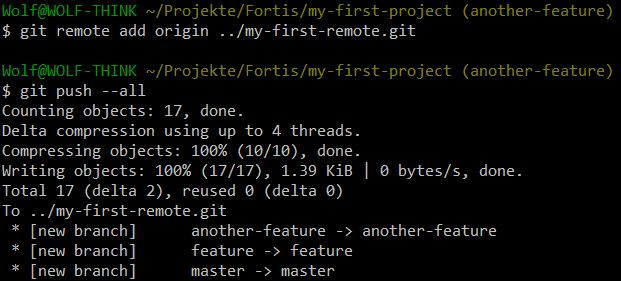 Wolf@WOLF-THINK ~/Projekte/Fortis/my-first-project (another-feature)
$ git remote add origin ../my-first-remote.git
Wolf@WOLF-THINK ~/Projekte/Fortis/my-first-project (another-feature)
$ git push --all
Counting objects: 17, done.
Delta compression using up to 4 threads.
Compressing objects: 100% (10/10), done.
Writing objects: 100% (17/17), 1.39 KiB | 0 bytes/s, done.
Total 17 (delta 2), reused 0 (delta 0)
To ../my-first-remote.git
 * [new branch]      another-feature -> another-feature
 * [new branch]      feature -> feature
 * [new branch]      master -> master